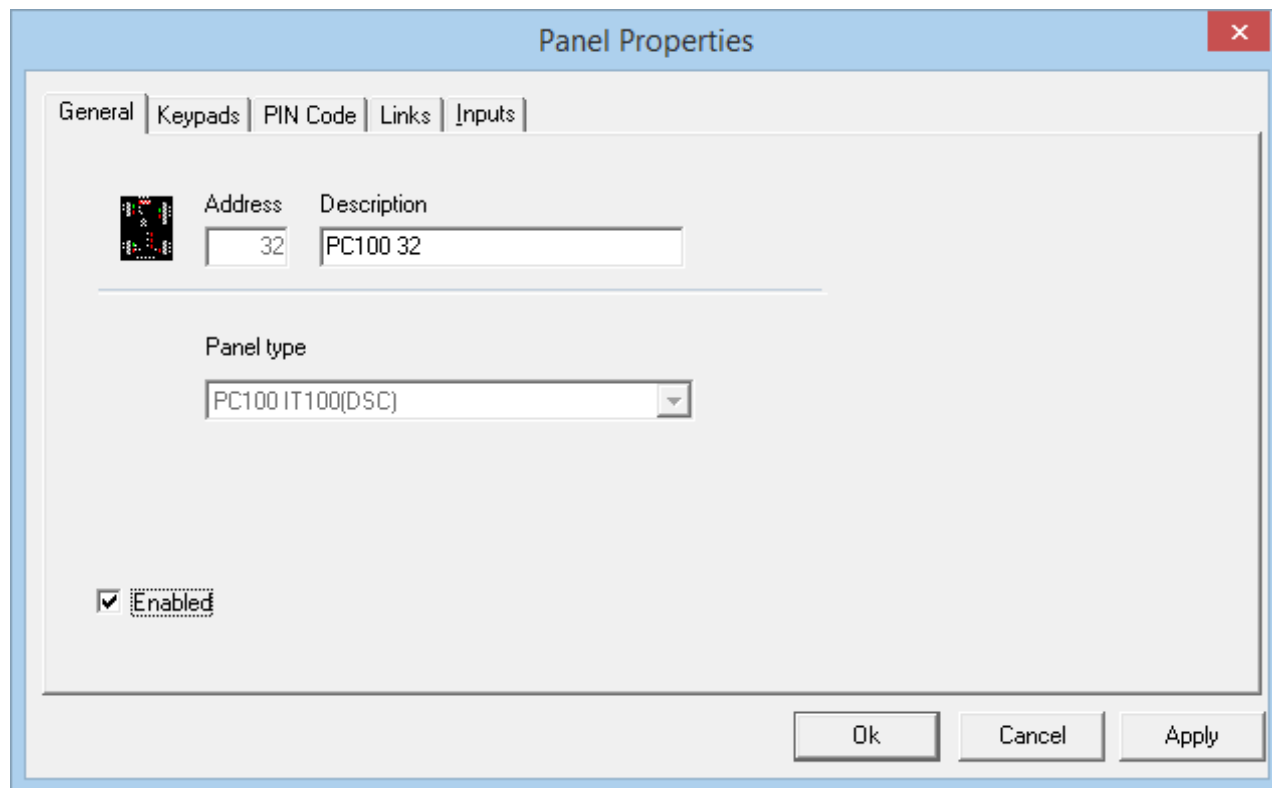 Panel Properties
General Keypads PIN Code Links Inputs
Address Description
32 PC100 32
Panel type
PC100 IT100(DSC)
Enabled
Ok Cancel Apply